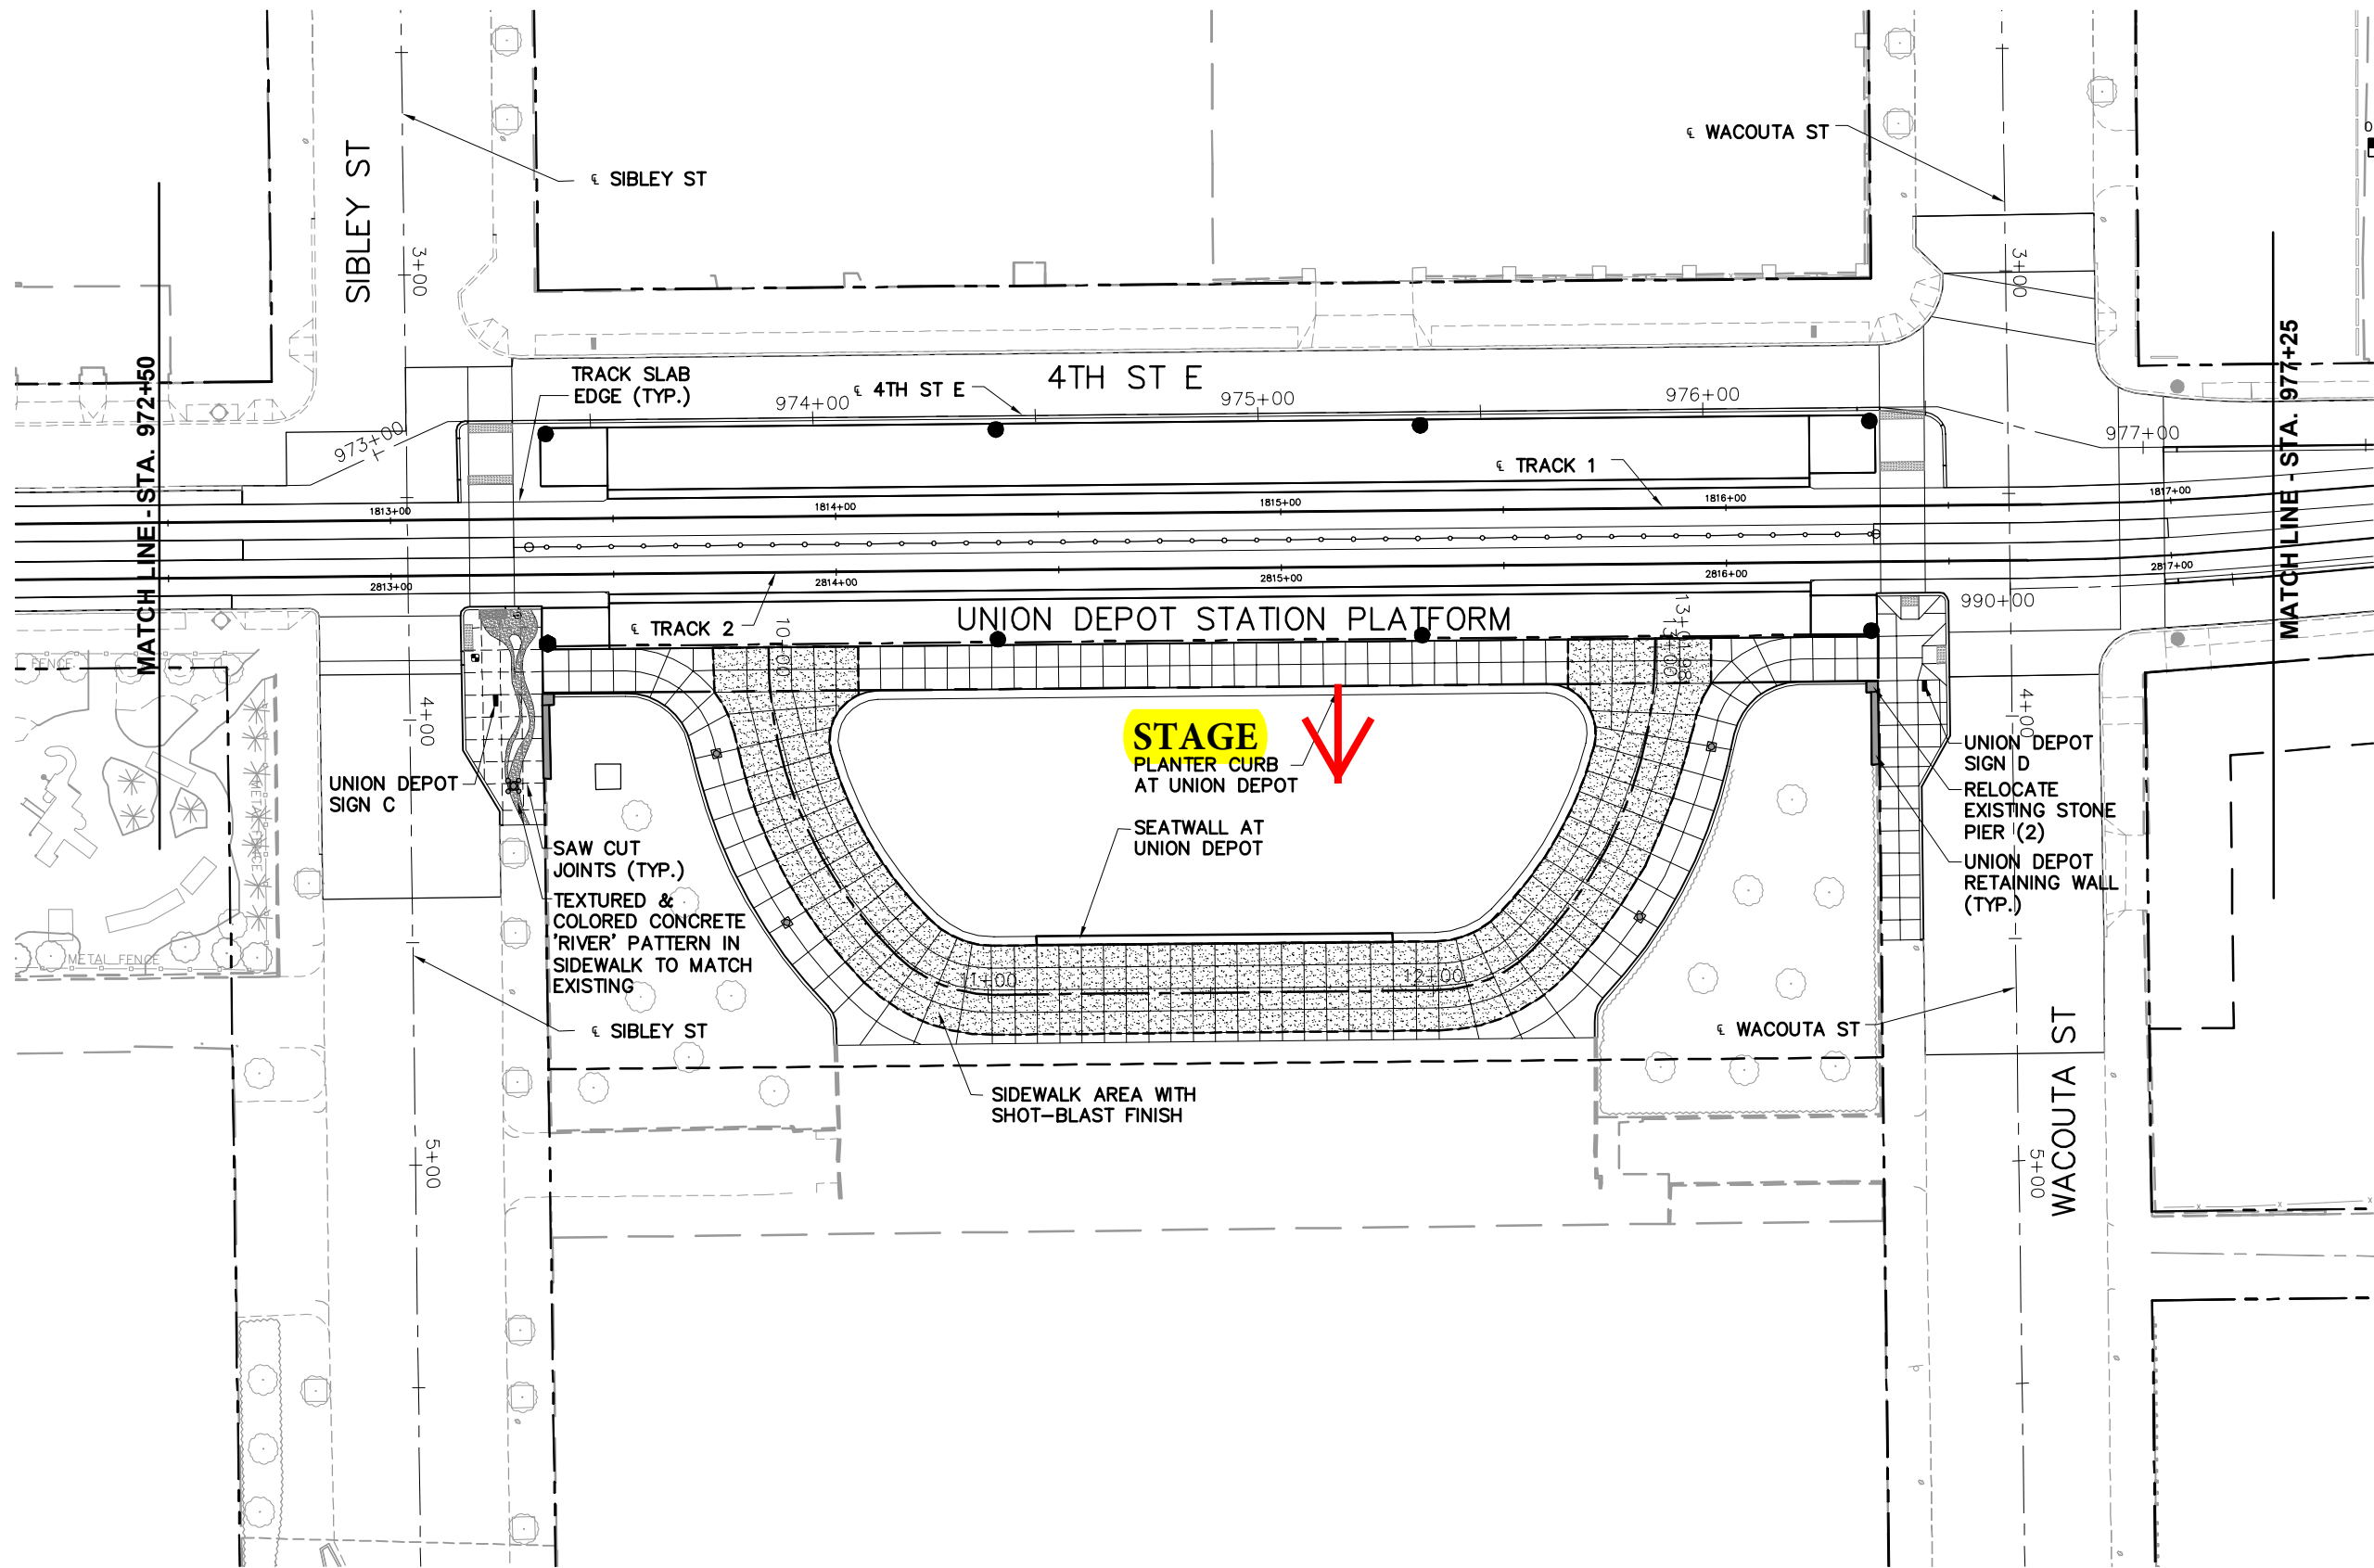 SIBLEY ST
3+00
℄ SIBLEY ST
℄ WACOUTA ST
3+00
MATCH LINE - STA. 972+50
MATCH LINE - STA. 977+25
TRACK SLAB
EDGE (TYP.)
4TH ST E
℄ 4TH ST E
973+00
974+00
975+00
976+00
977+00
℄ TRACK 1
1813+00
1814+00
1815+00
1816+00
1817+00
2813+00
2814+00
2815+00
2816+00
2817+00
UNION DEPOT STATION PLATFORM
℄ TRACK 2
990+00
10+00
13+00
4+00
4+00
FENCE
METAL FENCE
METAL FENCE
STAGE
PLANTER CURB
AT UNION DEPOT
SEATWALL AT
UNION DEPOT
UNION DEPOT
SIGN C
UNION DEPOT
SIGN D
RELOCATE
EXISTING STONE
PIER (2)
UNION DEPOT
RETAINING WALL
(TYP.)
SAW CUT
JOINTS (TYP.)
TEXTURED &
COLORED CONCRETE
'RIVER' PATTERN IN
SIDEWALK TO MATCH
EXISTING
11+00
12+00
℄ SIBLEY ST
℄ WACOUTA ST
SIDEWALK AREA WITH
SHOT-BLAST FINISH
5+00
5+00
WACOUTA ST